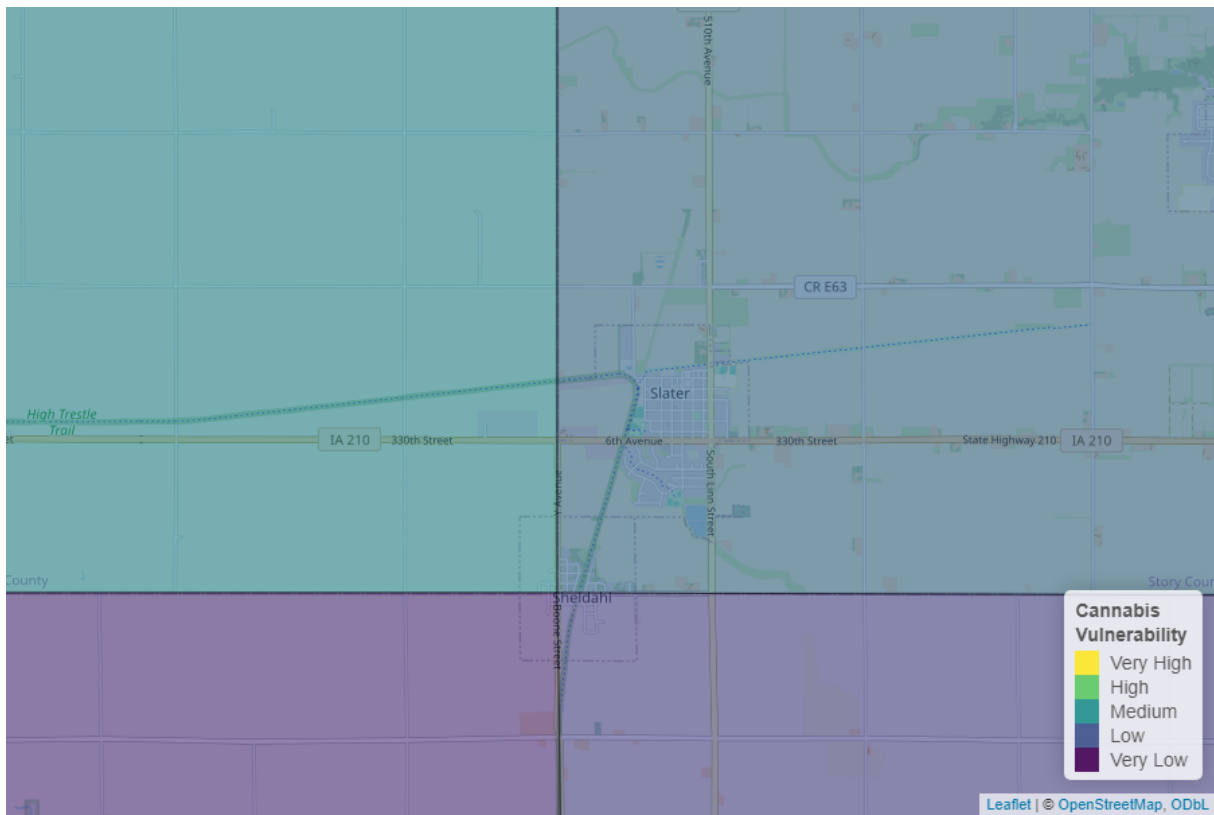 510th Avenue
CR E63
Slater
High Trestle
Trail
et
IA 210
330th Street
6th Avenue
330th Street
State Highway 210
IA 210
South Linn Street
Y Avenue
County
Story Coun
Sheldahl
Boone Street
Cannabis
Vulnerability
Very High
High
Medium
Low
Very Low
Leaflet | © OpenStreetMap, ODbL